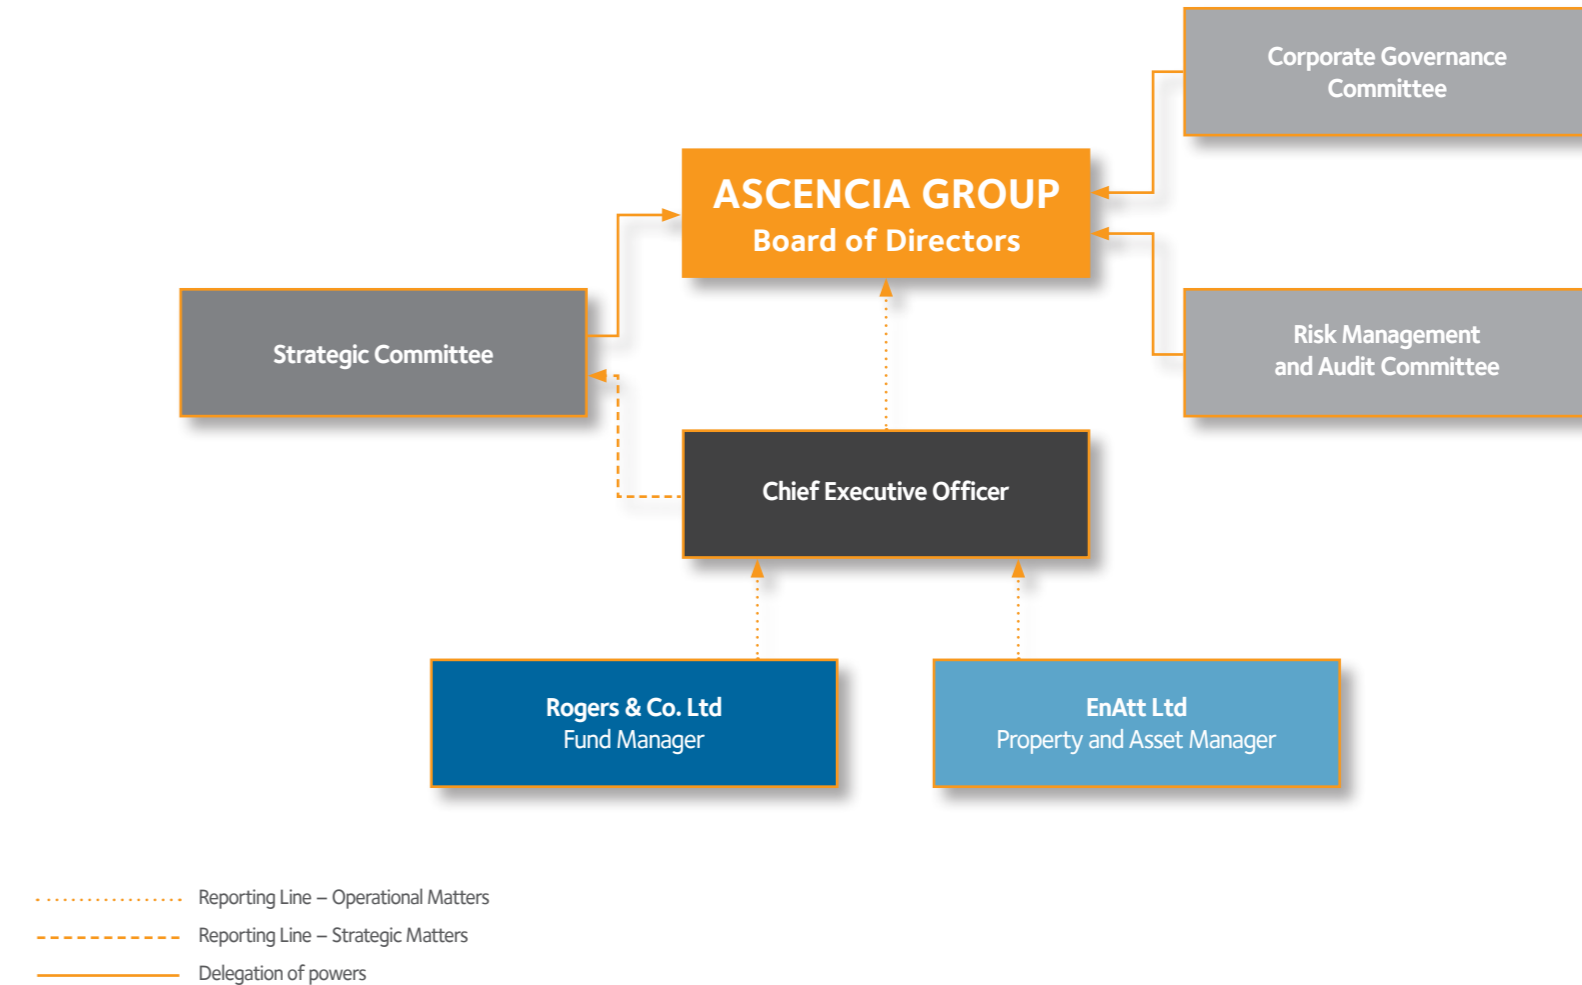 Corporate Governance
Committee
ASCENCIA GROUP
Board of Directors
Strategic Committee
Risk Management
and Audit Committee
Chief Executive Officer
Rogers & Co. Ltd
Fund Manager
EnAtt Ltd
Property and Asset Manager
Reporting Line – Operational Matters
Reporting Line – Strategic Matters
Delegation of powers